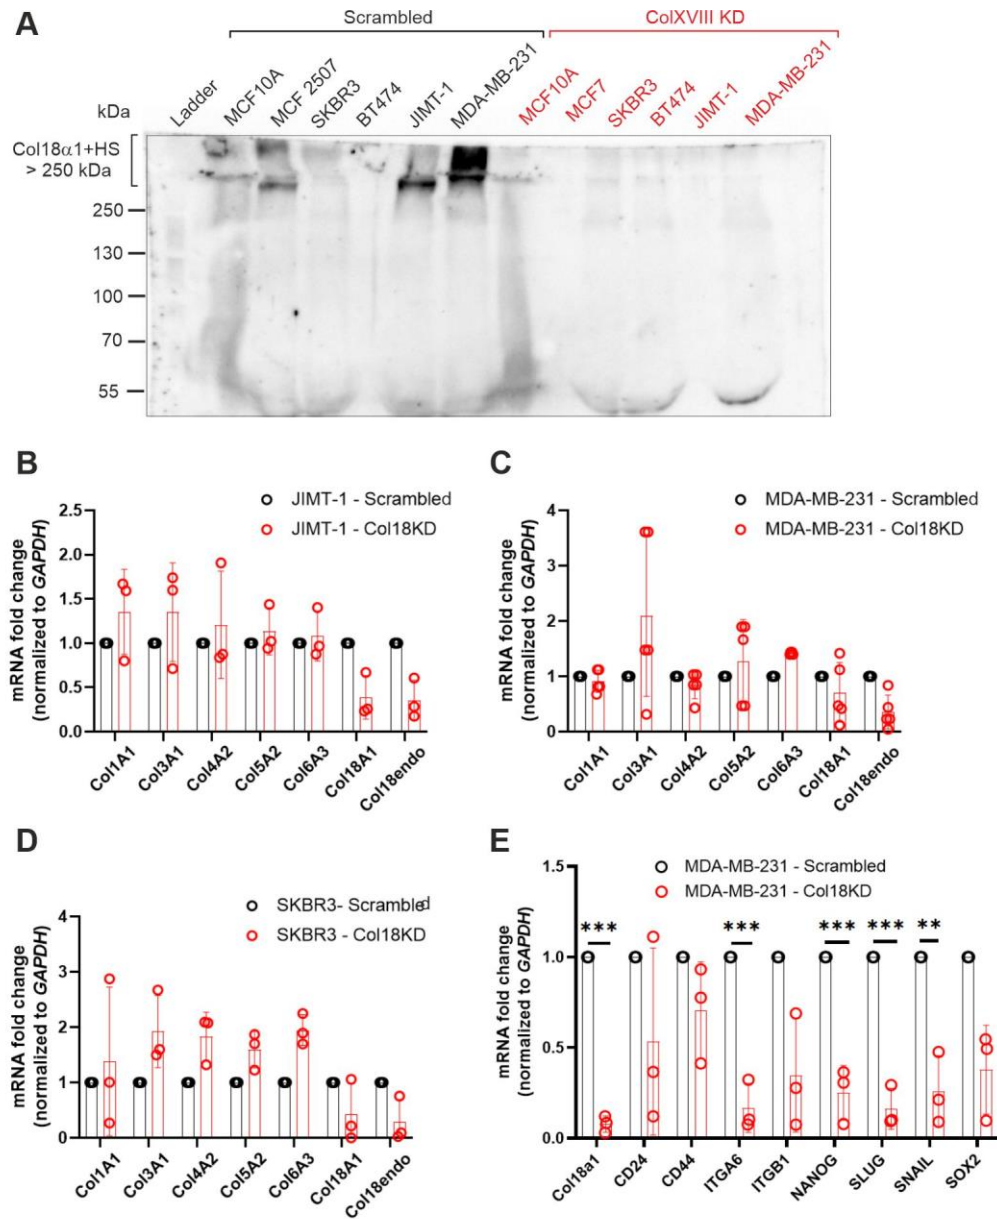 A
Scrambled
ColXVIII KD
kDa
Ladder
MCF10A
MCF 2507
SKBR3
BT474
JIMT-1
MDA-MB-231
MCF10A
MCF7
SKBR3
BT474
JIMT-1
MDA-MB-231
Col18α1+HS
> 250 kDa
250
130
100
70
55
B
JIMT-1 - Scrambled
JIMT-1 - Col18KD
mRNA fold change
(normalized to GAPDH)
2.5
2.0
1.5
1.0
0.5
0.0
Col1A1
Col3A1
Col4A2
Col5A2
Col6A3
Col18A1
Col18endo
C
MDA-MB-231 - Scrambled
MDA-MB-231 - Col18KD
mRNA fold change
(normalized to GAPDH)
4
3
2
1
0
Col1A1
Col3A1
Col4A2
Col5A2
Col6A3
Col18A1
Col18endo
D
SKBR3- Scrambled
SKBR3 - Col18KD
mRNA fold change
(normalized to GAPDH)
4
3
2
1
0
Col1A1
Col3A1
Col4A2
Col5A2
Col6A3
Col18A1
Col18endo
E
MDA-MB-231 - Scrambled
MDA-MB-231 - Col18KD
mRNA fold change
(normalized to GAPDH)
1.5
1.0
0.5
0.0
*** *** *** *** **
Col18a1
CD24
CD44
ITGA6
ITGB1
NANOG
SLUG
SNAIL
SOX2